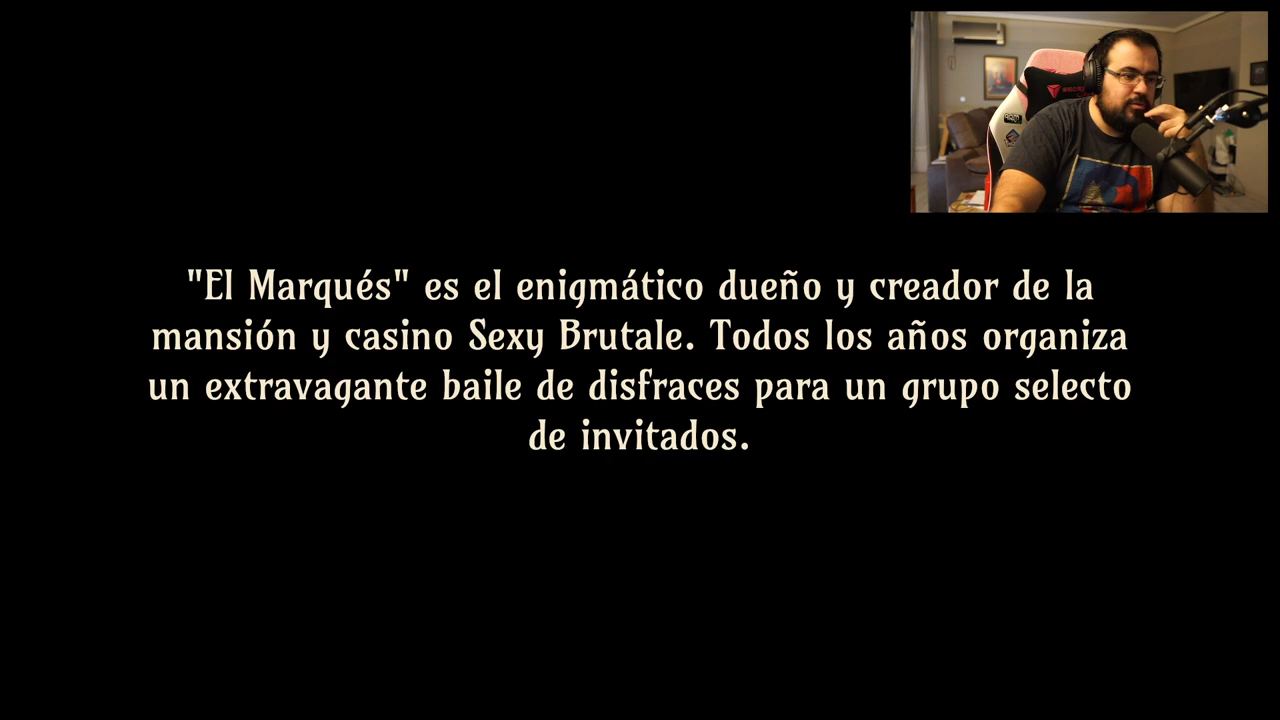 "El Marqués" es el enigmático dueño y creador de la
mansión y casino Sexy Brutale. Todos los años organiza
un extravagante baile de disfraces para un grupo selecto
de invitados.